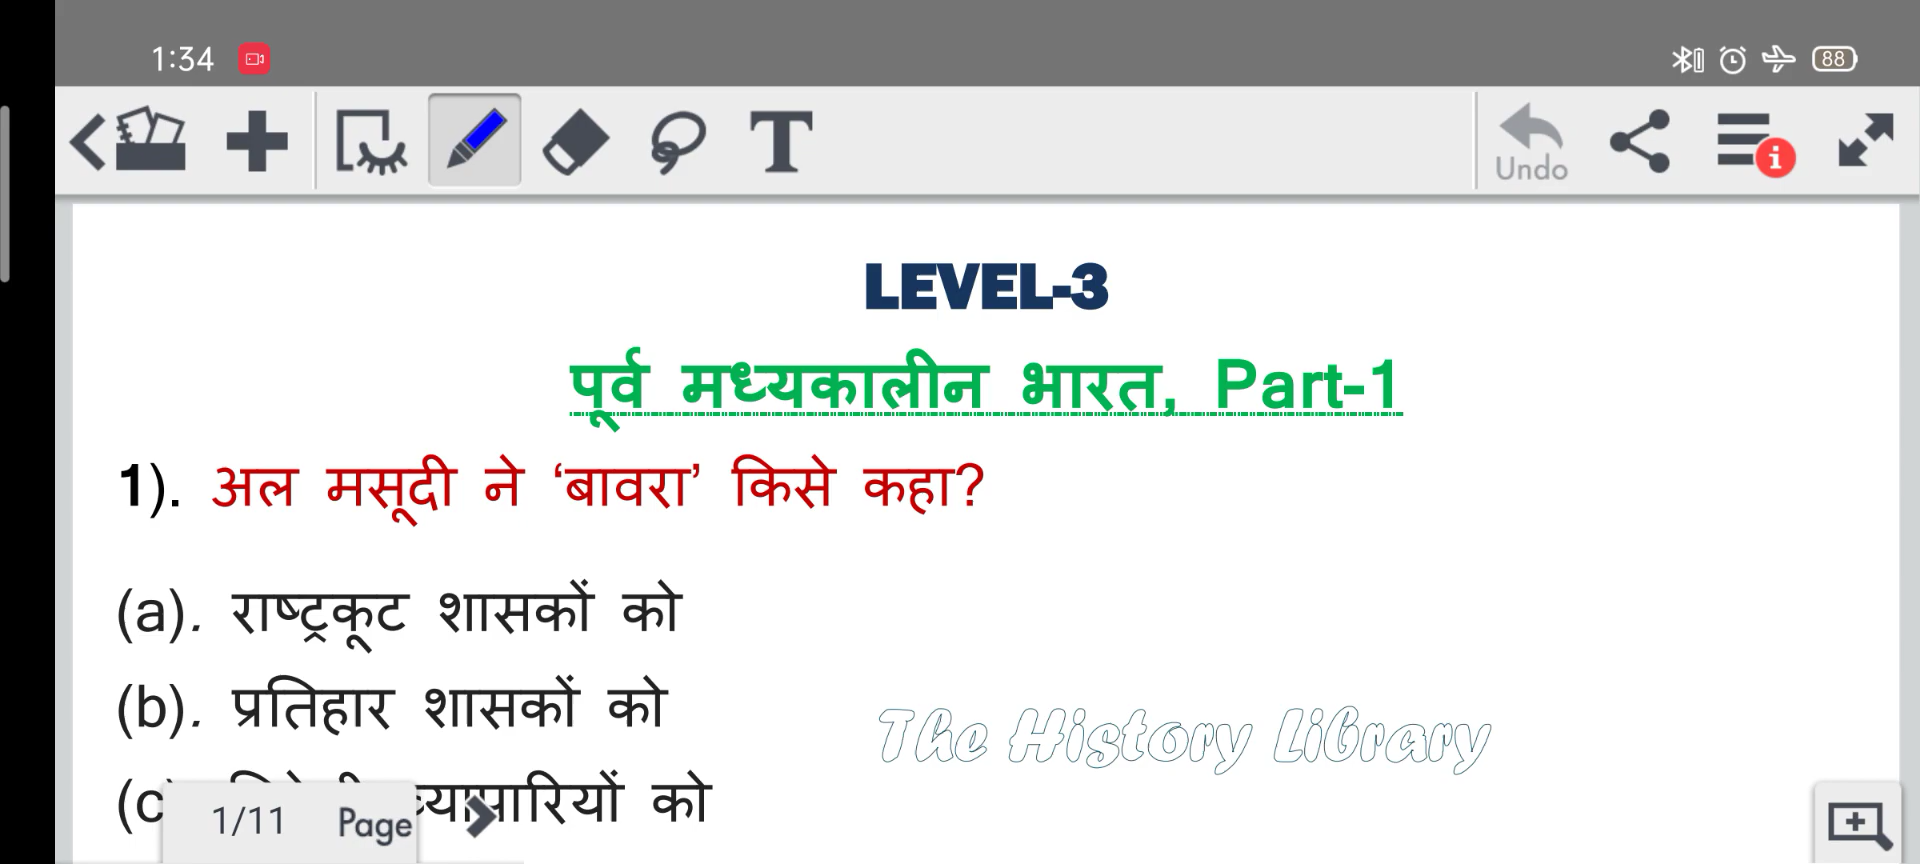 1:34
88
Undo
LEVEL-3
पूर्व मध्यकालीन भारत, Part-1
1). अल मसूदी ने ‘बावरा’ किसे कहा?
(a). राष्ट्रकूट शासकों को
(b). प्रतिहार शासकों को
The History Library
(c) व्यापारियों को
1/11 Page